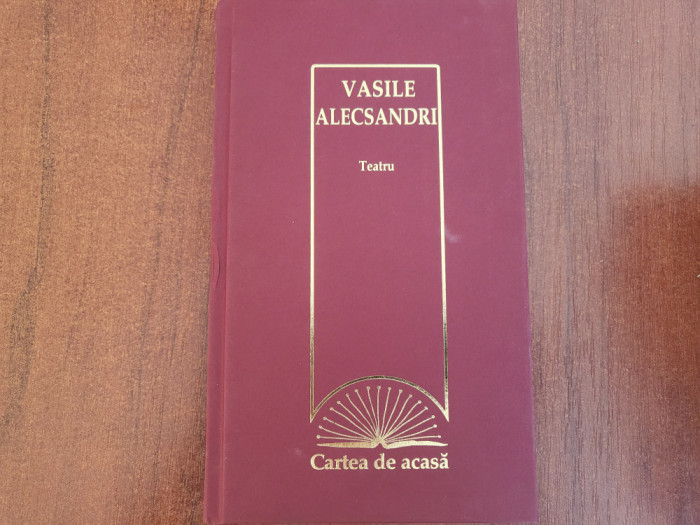 VASILE
ALECSANDRI
Teatru
Cartea de acasă